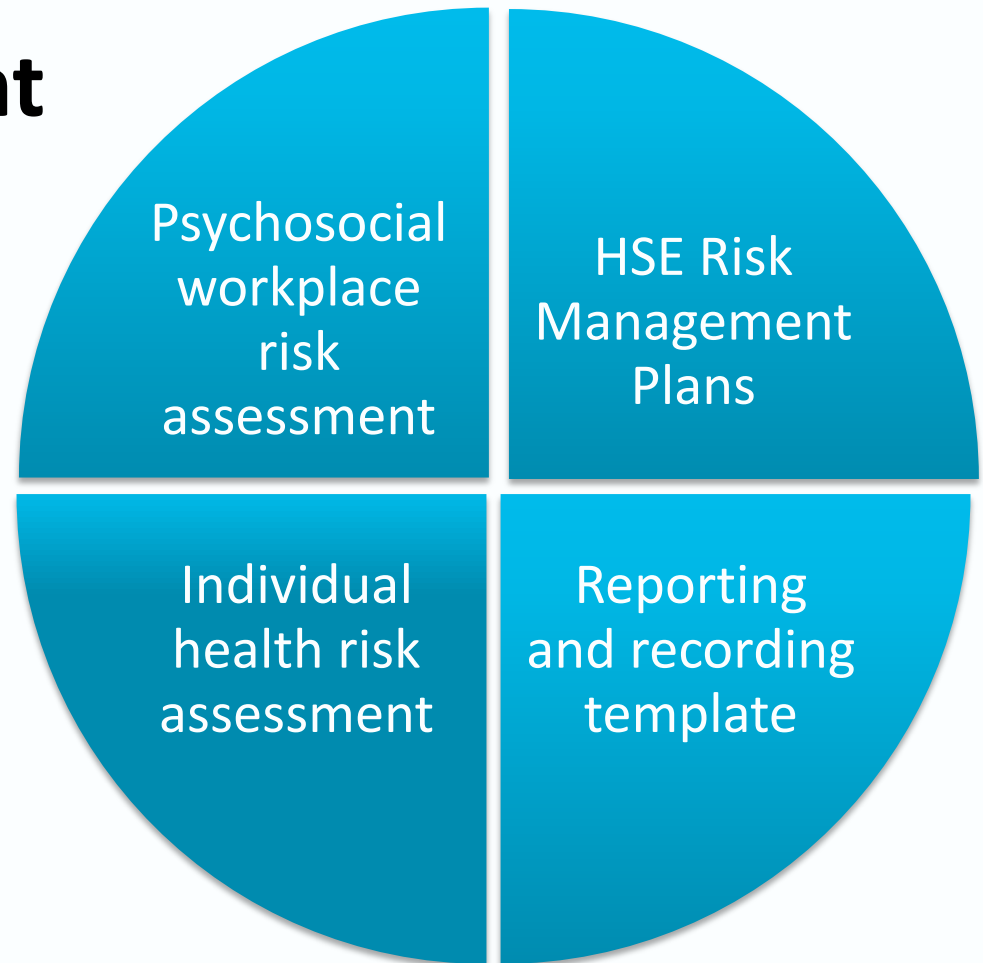 nt
Psychosocial
workplace
risk
assessment
HSE Risk
Management
Plans
Individual
health risk
assessment
Reporting
and recording
template